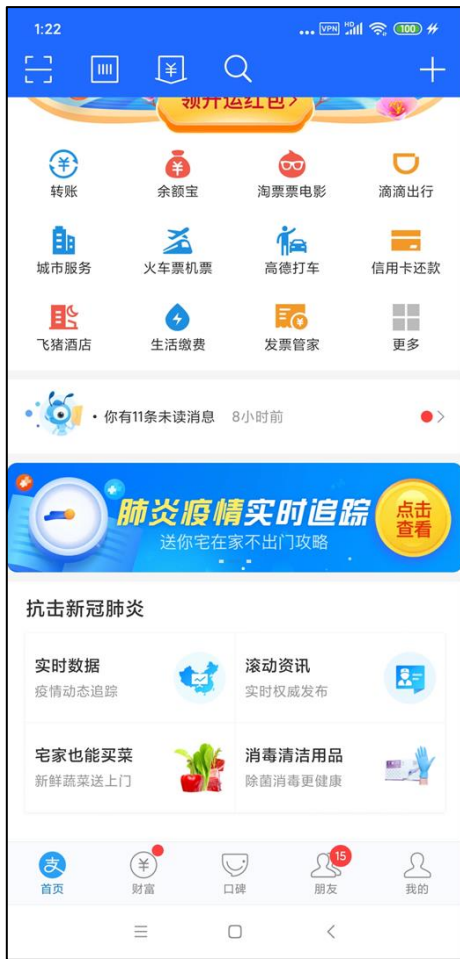 1:22
VPN HD 100
领开运红包>
转账 余额宝 淘票票电影 滴滴出行
城市服务 火车票机票 高德打车 信用卡还款
飞猪酒店 生活缴费 发票管家 更多
· 你有11条未读消息 8小时前
肺炎疫情实时追踪
送你宅在家不出门攻略
点击
查看
抗击新冠肺炎
实时数据 滚动资讯
疫情动态追踪 实时权威发布
宅家也能买菜 消毒清洁用品
新鲜蔬菜送上门 除菌消毒更健康
支 15
首页 财富 口碑 朋友 我的